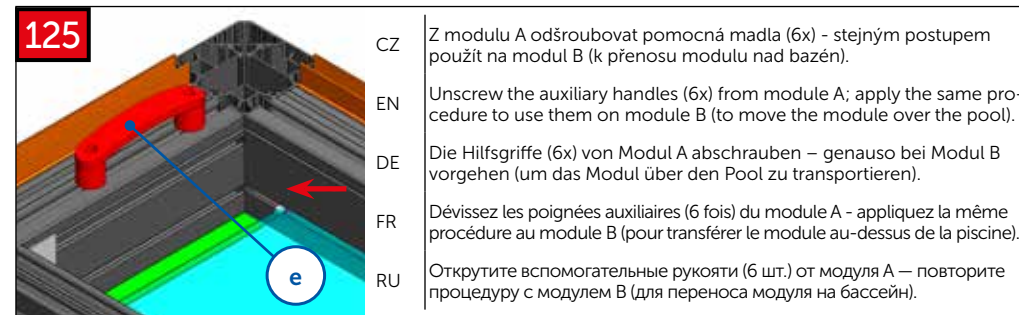 125
e
CZ
Z modulu A odšroubovat pomocná madla (6x) - stejným postupem
použít na modul B (k přenosu modulu nad bazén).
EN
Unscrew the auxiliary handles (6x) from module A; apply the same pro-
cedure to use them on module B (to move the module over the pool).
DE
Die Hilfsgriffe (6x) von Modul A abschrauben – genauso bei Modul B
vorgehen (um das Modul über den Pool zu transportieren).
FR
Dévissez les poignées auxiliaires (6 fois) du module A - appliquez la même
procédure au module B (pour transférer le module au-dessus de la piscine).
RU
Открутите вспомогательные рукояти (6 шт.) от модуля А — повторите
процедуру с модулем В (для переноса модуля на бассейн).